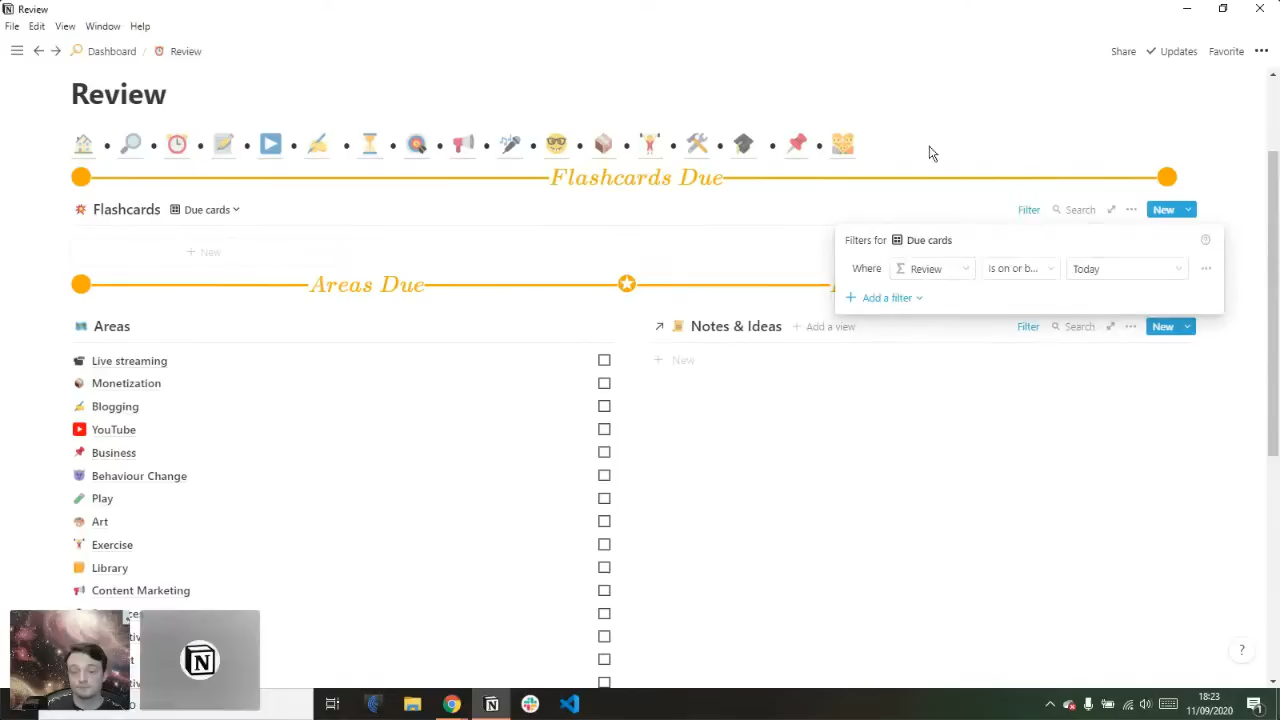 Review
File Edit View Window Help
Dashboard / Review
Share Updates Favorite
Review
Flashcards Due
Flashcards Due cards
Filter Search New
+ New
Filters for Due cards
Where Review Is on or b... Today
+ Add a filter
Areas Due
Areas
Notes & Ideas + Add a view
Filter Search New
+ New
Live streaming
Monetization
Blogging
YouTube
Business
Behaviour Change
Play
Art
Exercise
Library
Content Marketing
18:23
11/09/2020